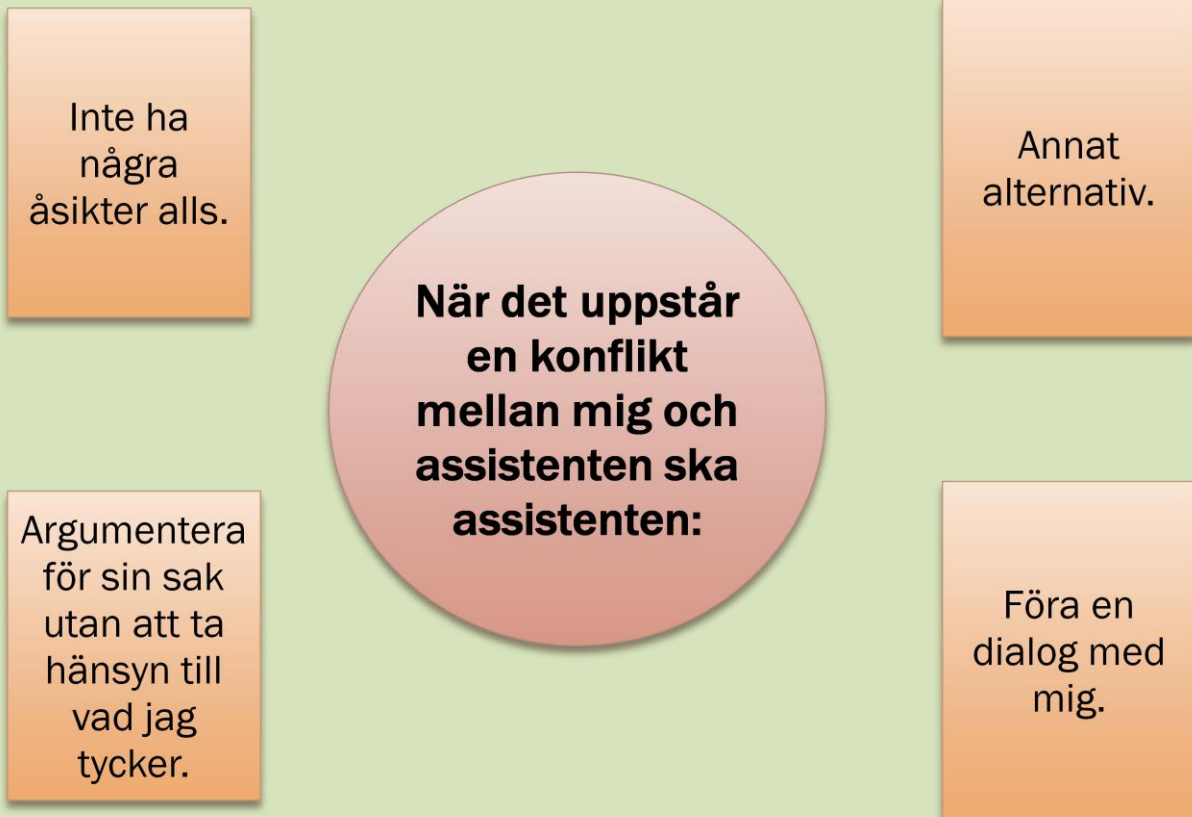 Inte ha
några
åsikter alls.
Annat
alternativ.
När det uppstår
en konflikt
mellan mig och
assistenten ska
assistenten:
Argumentera
för sin sak
utan att ta
hänsyn till
vad jag
tycker.
Föra en
dialog med
mig.